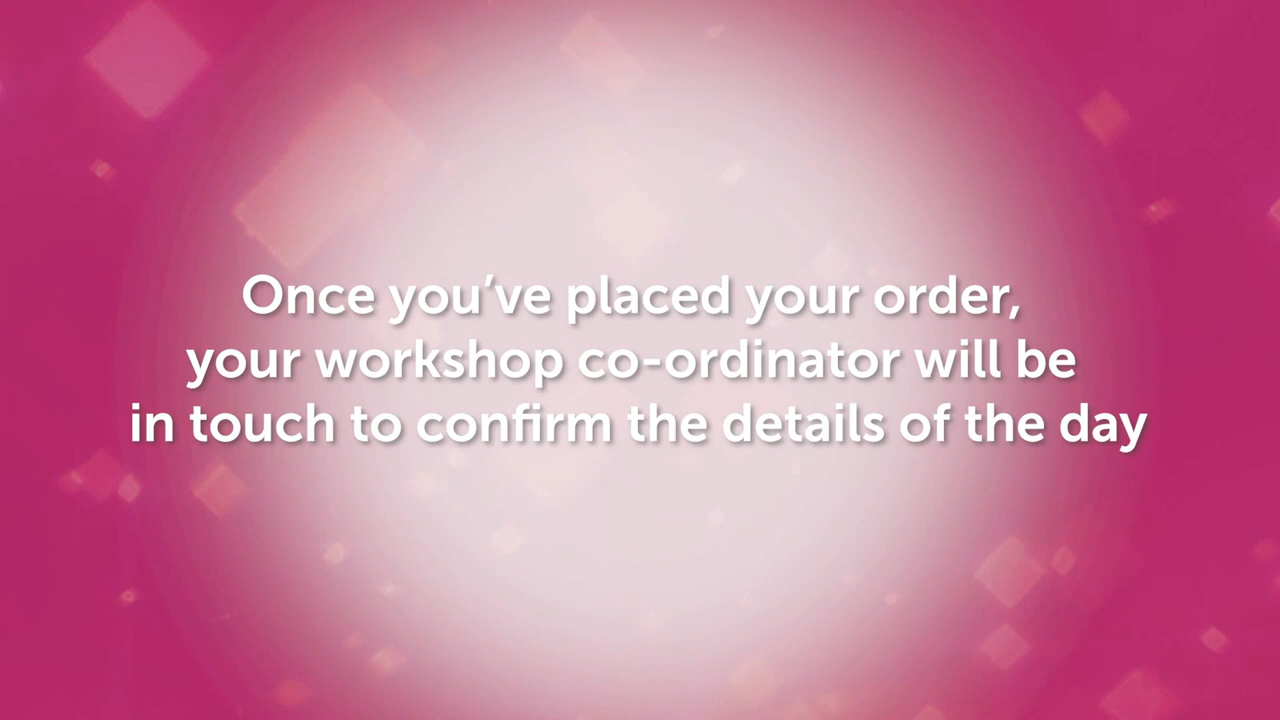 Once you’ve placed your order,
your workshop co-ordinator will be
in touch to confirm the details of the day